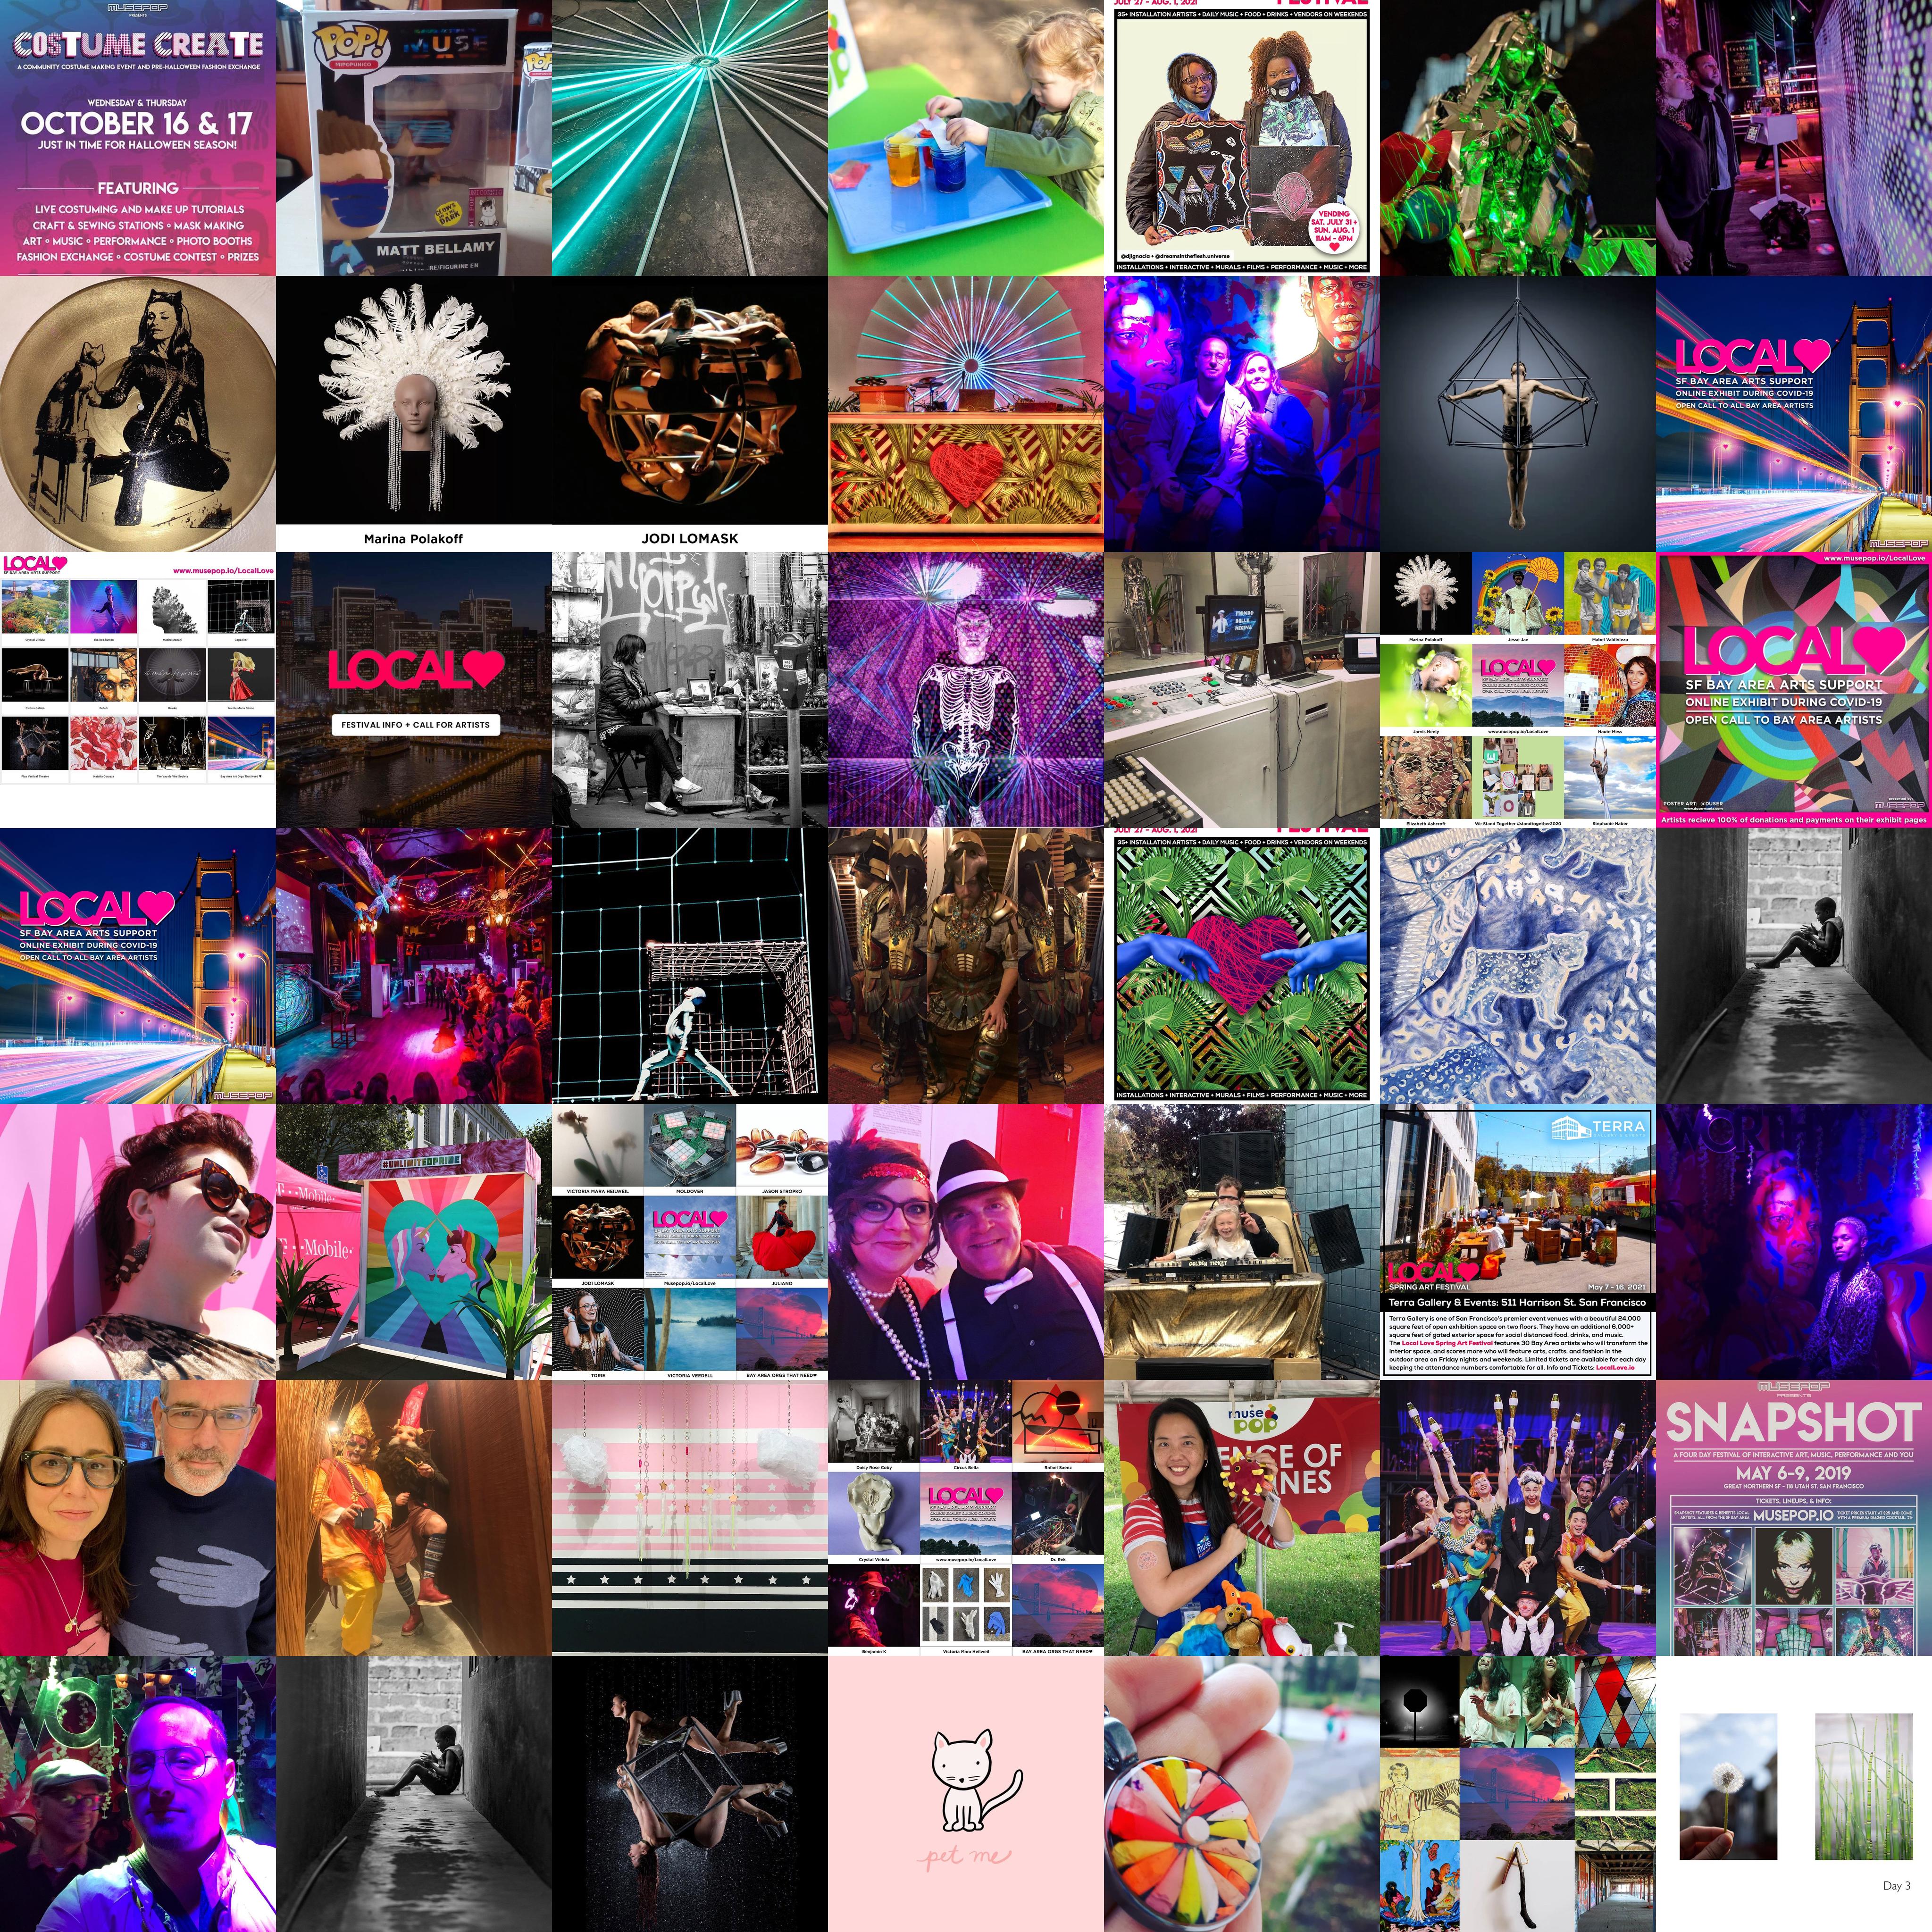 MUSEPOP
PRESENTS
COSTUME CREATE
A COMMUNITY COSTUME MAKING EVENT AND PRE-HALLOWEEN FASHION EXCHANGE
WEDNESDAY & THURSDAY
OCTOBER 16 & 17
JUST IN TIME FOR HALLOWEEN SEASON!
FEATURING
LIVE COSTUMING AND MAKE UP TUTORIALS
CRAFT & SEWING STATIONS ∘ MASK MAKING
ART ∘ MUSIC ∘ PERFORMANCE ∘ PHOTO BOOTHS
FASHION EXCHANGE ∘ COSTUME CONTEST ∘ PRIZES
POP!
MUSE
GLOWS
DARK
MATT BELLAMY
JULY 27 - AUG. 1, 2021
FESTIVAL
35+ INSTALLATION ARTISTS + DAILY MUSIC + FOOD + DRINKS + VENDORS ON WEEKENDS
VENDING
SAT. JULY 31 +
SUN. AUG. 1
11AM - 6PM
@djignacio + @dreamsintheflesh.universe
INSTALLATIONS + INTERACTIVE + MURALS + FILMS + PERFORMANCE + MUSIC + MORE
Marina Polakoff
JODI LOMASK
LOCAL
SF BAY AREA ARTS SUPPORT
ONLINE EXHIBIT DURING COVID-19
OPEN CALL TO ALL BAY AREA ARTISTS
MUSEPOP
LOCAL
SF BAY AREA ARTS SUPPORT
www.musepop.io/LocalLove
LOCAL
FESTIVAL INFO + CALL FOR ARTISTS
Marina Polakoff
Jesse Jae
Mabel Valdiviezo
LOCAL
Jarvis Neely
www.musepop.io/LocalLove
Haute Mess
Elizabeth Ashcroft
We Stand Together #standtogether2020
Stephanie Haber
www.musepop.io/LocalLove
LOCAL
SF BAY AREA ARTS SUPPORT
ONLINE EXHIBIT DURING COVID-19
OPEN CALL TO BAY AREA ARTISTS
POSTER ART: @DUSER
MUSEPOP
Artists recieve 100% of donations and payments on their exhibit pages
LOCAL
SF BAY AREA ARTS SUPPORT
ONLINE EXHIBIT DURING COVID-19
OPEN CALL TO ALL BAY AREA ARTISTS
MUSEPOP
JULY 27 - AUG. 1, 2021
FESTIVAL
35+ INSTALLATION ARTISTS + DAILY MUSIC + FOOD + DRINKS + VENDORS ON WEEKENDS
INSTALLATIONS + INTERACTIVE + MURALS + FILMS + PERFORMANCE + MUSIC + MORE
#UNLIMITEDPRIDE
T-Mobile
T-Mobile
VICTORIA MARA HEILWEIL
MOLDOVER
JASON STROPKO
LOCAL
JODI LOMASK
Musepop.io/LocalLove
JULIANO
TORIE
VICTORIA VEEDELL
BAY AREA ORGS THAT NEED
GOLDEN TICKET
TERRA
LOCAL
SPRING ART FESTIVAL
May 7 - 16, 2021
Terra Gallery & Events: 511 Harrison St. San Francisco
Terra Gallery is one of San Francisco's premier event venues with a beautiful 24,000
square feet of open exhibition space on two floors. They have an additional 6,000+
square feet of gated exterior space for social distanced food, drinks, and music.
The Local Love Spring Art Festival features 30 Bay Area artists who will transform the
interior space, and scores more who will feature arts, crafts, and fashion in the
outdoor area on Friday nights and weekends. Limited tickets are available for each day
keeping the attendance numbers comfortable for all. Info and Tickets: LocalLove.io
WOR
Daisy Rose Coby
Circus Bella
Rafael Saenz
LOCAL
Crystal Vielula
www.musepop.io/LocalLove
Dr. Rek
Benjamin K
Victoria Mara Heilweil
BAY AREA ORGS THAT NEED
muse
pop
ENCE OF
INES
MUSEPOP
PRESENTS
SNAPSHOT
A FOUR DAY FESTIVAL OF INTERACTIVE ART, MUSIC, PERFORMANCE AND YOU
MAY 6-9, 2019
GREAT NORTHERN SF - 118 UTAH ST. SAN FRANCISCO
TICKETS, LINEUPS, & INFO:
MUSEPOP.IO
WORTHY
pet me
Day 3